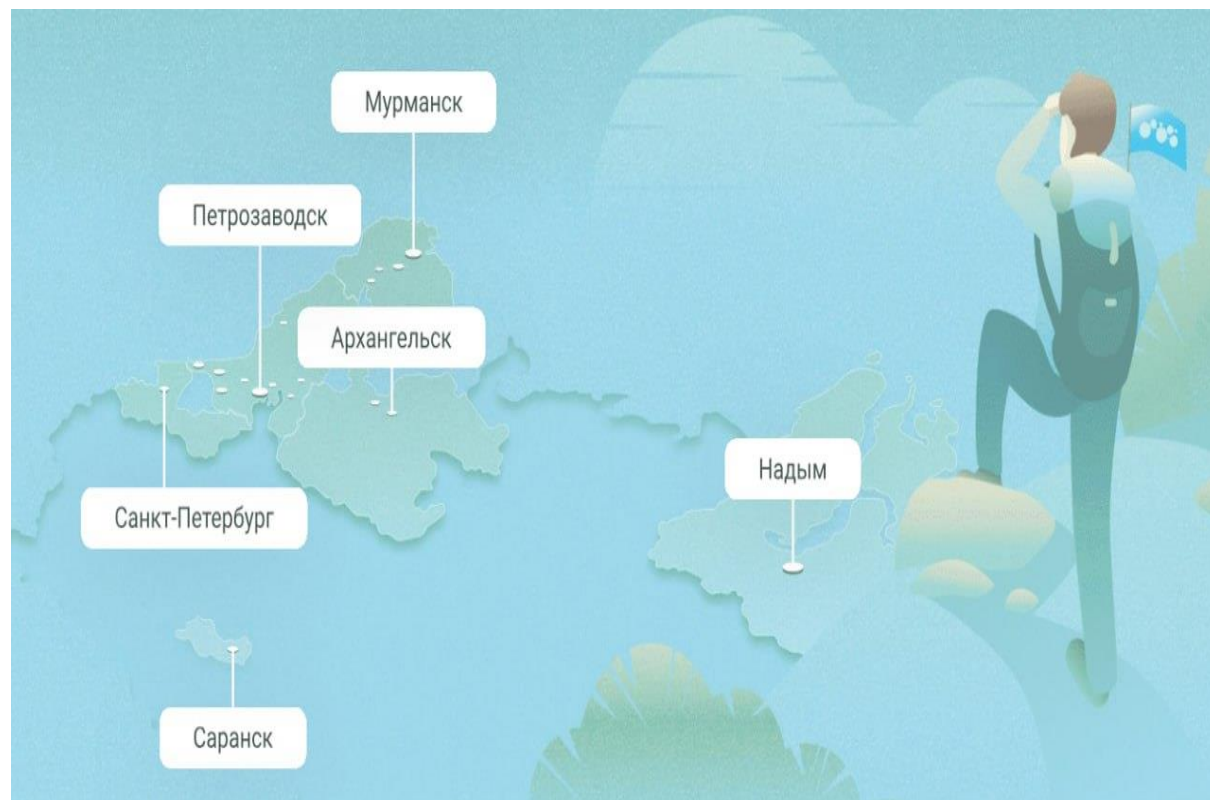 Мурманск
Петрозаводск
Архангельск
Надым
Санкт-Петербург
Саранск